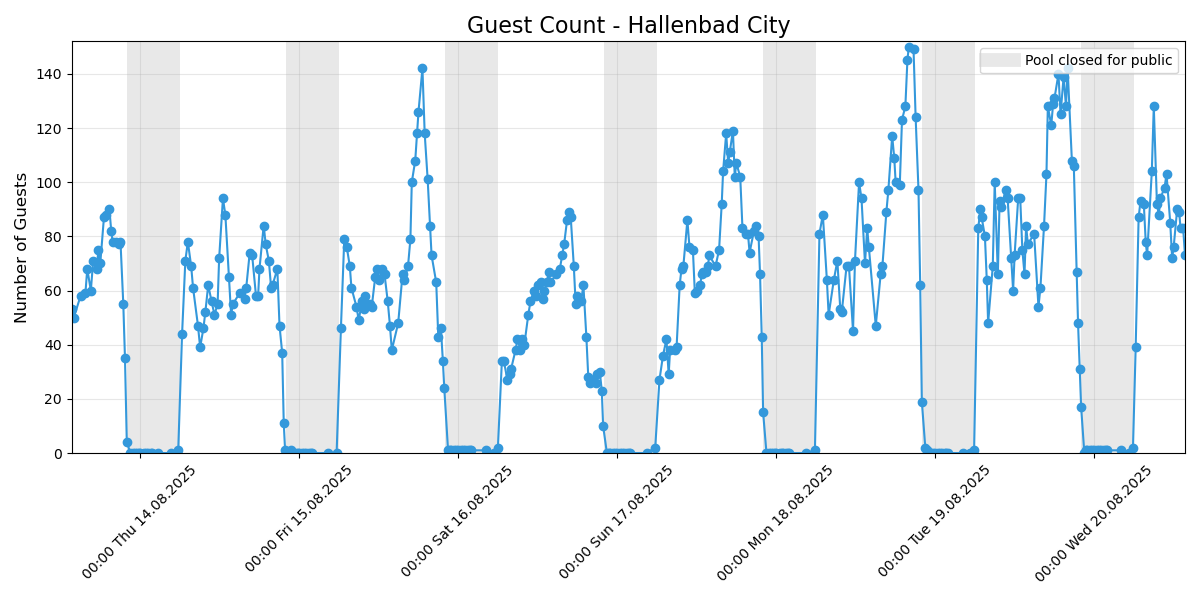 Guest Count - Hallenbad City
Pool closed for public
Number of Guests
140
120
100
80
60
40
20
0
00:00 Thu 14.08.2025
00:00 Fri 15.08.2025
00:00 Sat 16.08.2025
00:00 Sun 17.08.2025
00:00 Mon 18.08.2025
00:00 Tue 19.08.2025
00:00 Wed 20.08.2025